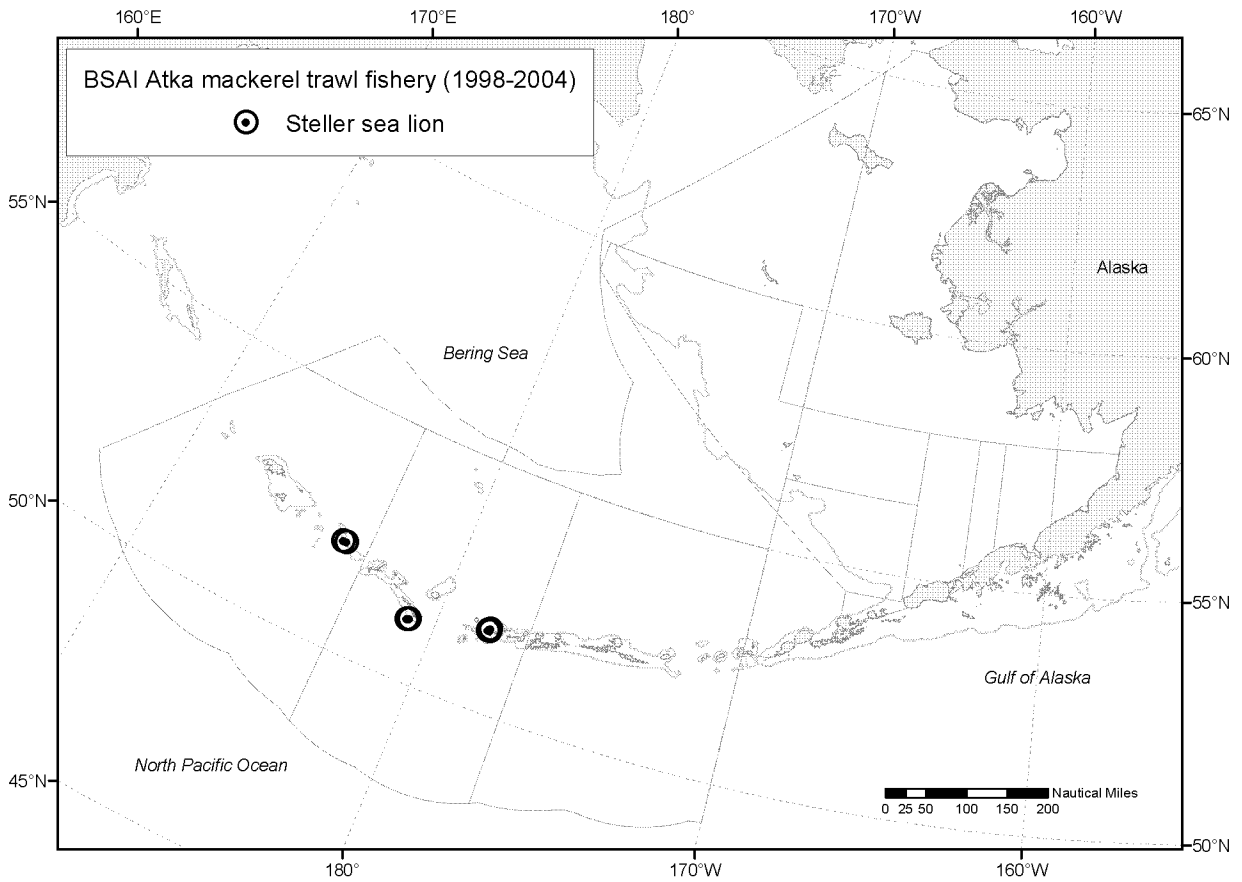 160°E 170°E 180° 170°W 160°W
BSAI Atka mackerel trawl fishery (1998-2004)
Steller sea lion
65°N
55°N
Alaska
Bering Sea
60°N
50°N
55°N
Gulf of Alaska
North Pacific Ocean
45°N
Nautical Miles
0 25 50 100 150 200
50°N
180° 170°W 160°W